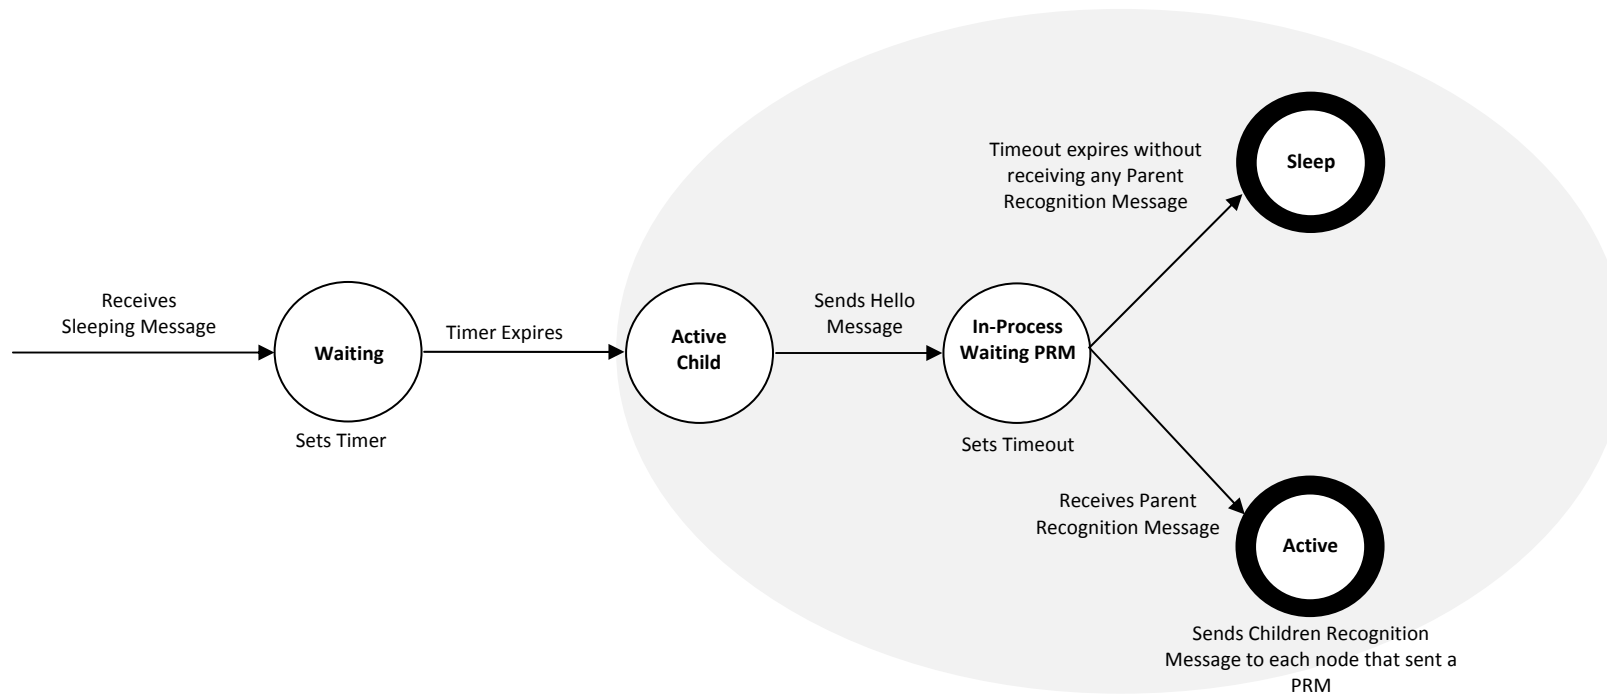 Receives
Sleeping Message
Waiting
Sets Timer
Timer Expires
Active
Child
Sends Hello
Message
In-Process
Waiting PRM
Sets Timeout
Timeout expires without
receiving any Parent
Recognition Message
Sleep
Receives Parent
Recognition Message
Active
Sends Children Recognition
Message to each node that sent a
PRM